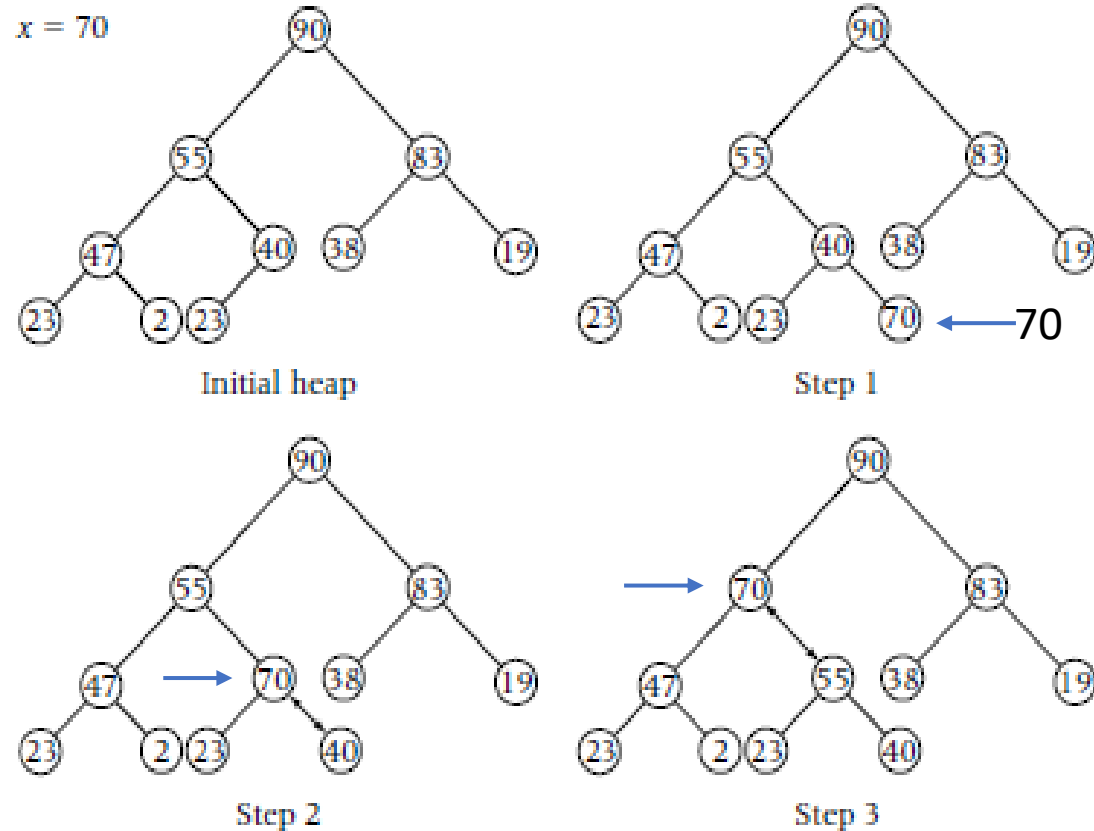 x = 70
90
55 83
47 40 38 19
23 2 23
Initial heap
90
55 83
47 40 38 19
23 2 23 70 70
Step 1
90
55 83
47 70 38 19
23 2 23 40
Step 2
90
70 83
47 55 38 19
23 2 23 40
Step 3